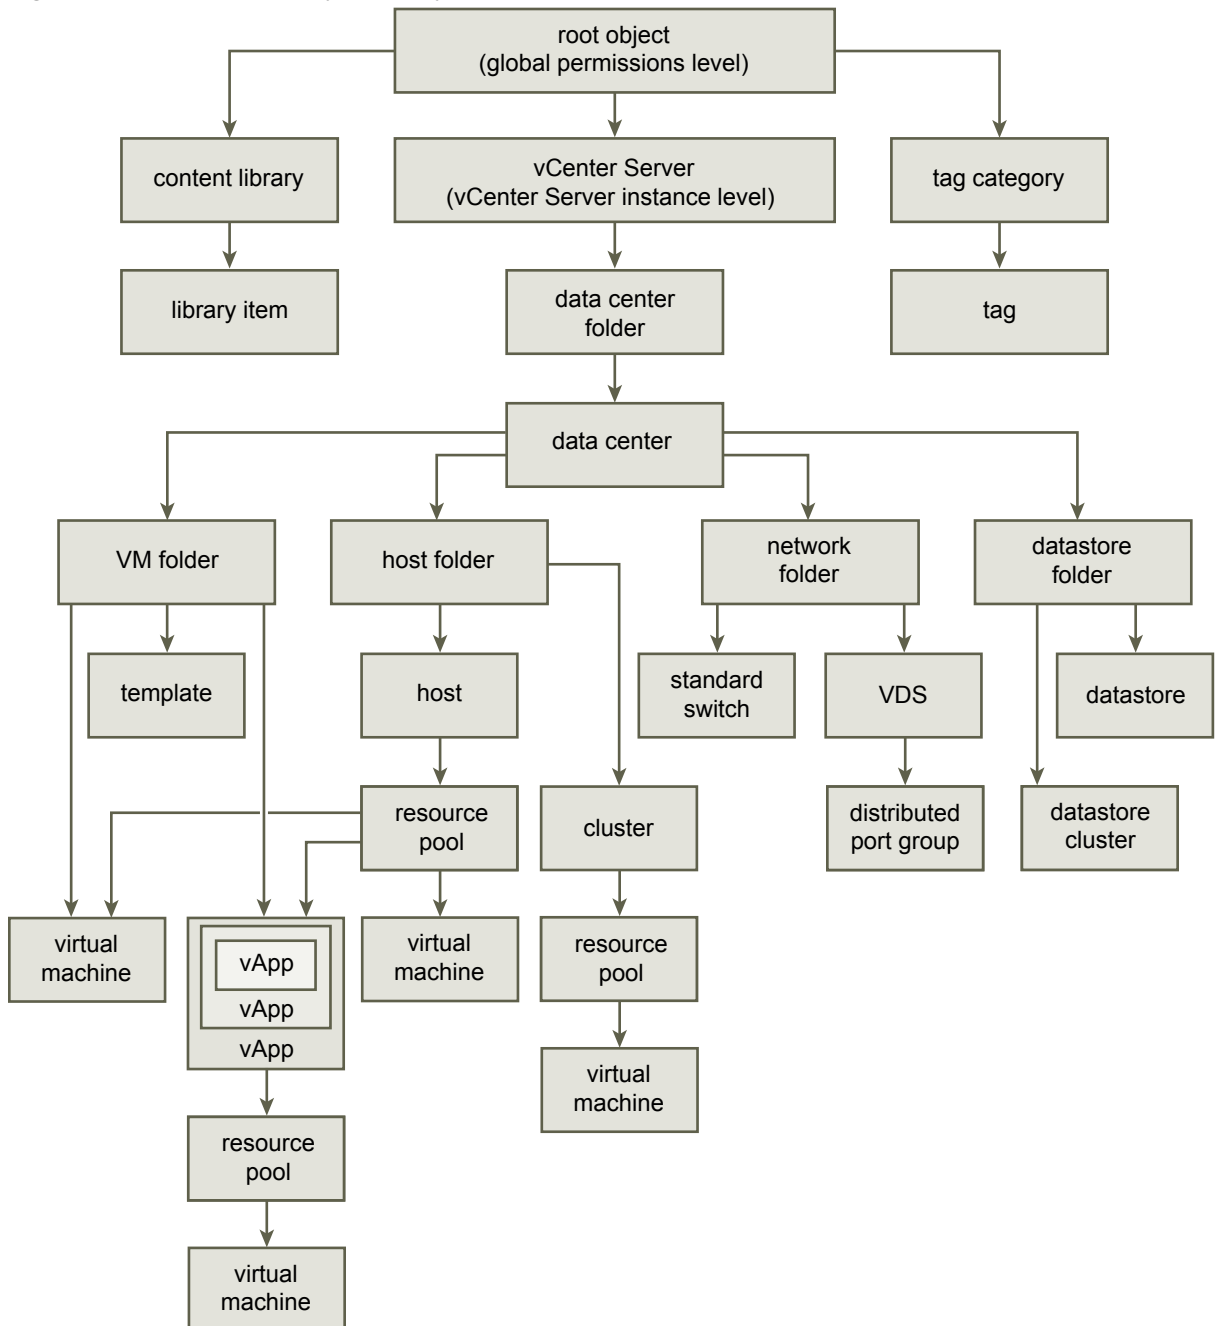 root object
(global permissions level)
content library
vCenter Server
(vCenter Server instance level)
tag category
library item
data center
folder
tag
data center
VM folder
host folder
network
folder
datastore
folder
template
host
standard
switch
VDS
datastore
resource
pool
cluster
distributed
port group
datastore
cluster
virtual
machine
vApp
vApp
vApp
virtual
machine
resource
pool
virtual
machine
resource
pool
virtual
machine